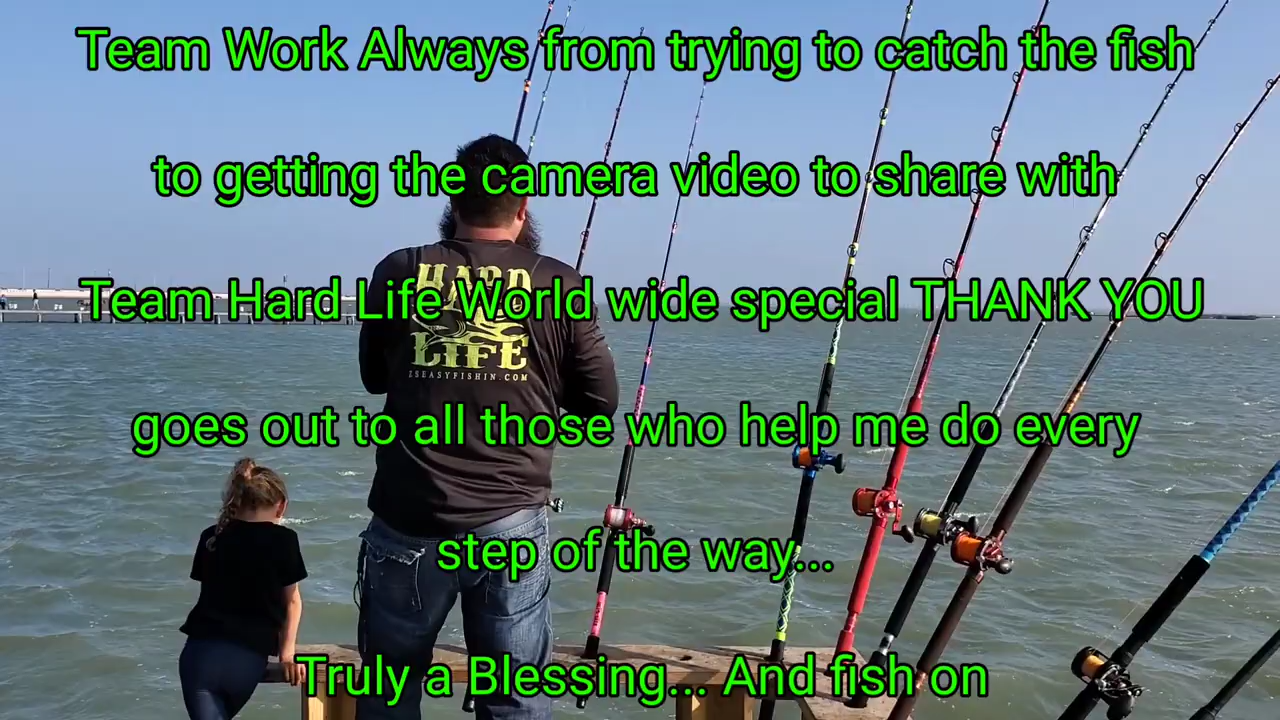 Team Work Always from trying to catch the fish
to getting the camera video to share with
Team Hard Life World wide special THANK YOU
HARD
LIFE
goes out to all those who help me do every
step of the way...
Truly a Blessing... And fish on